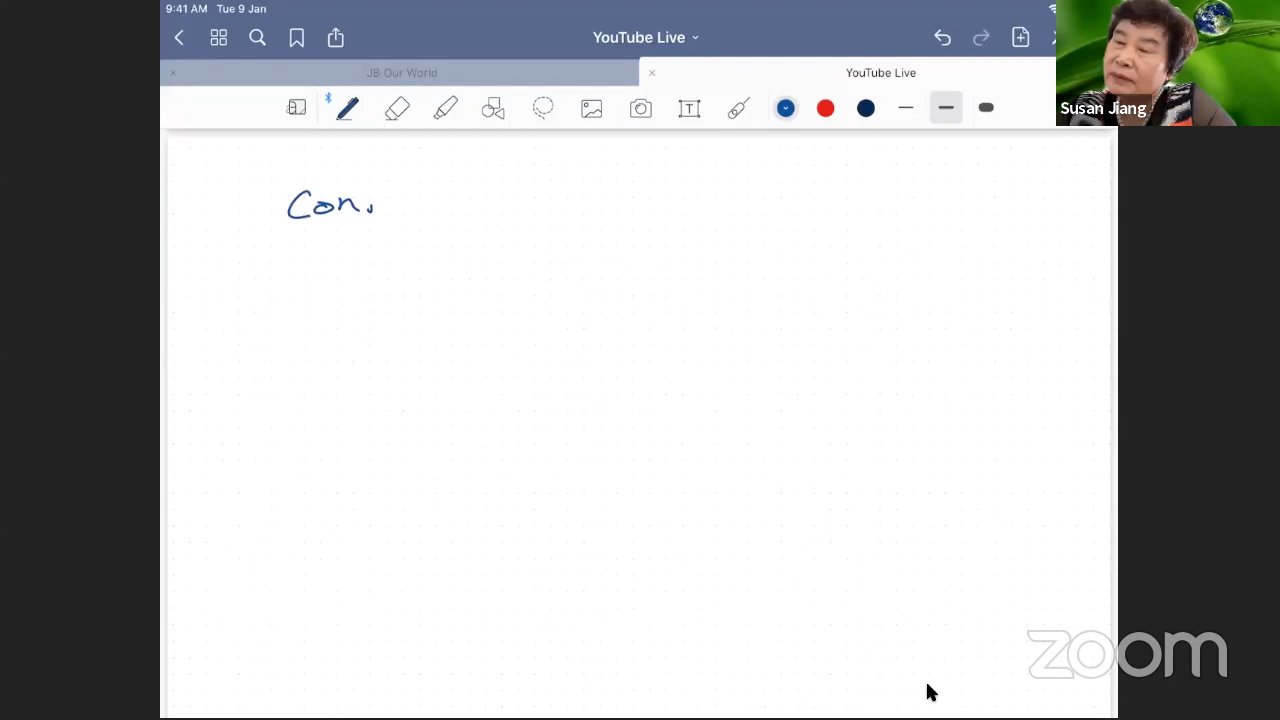 9:41 AM Tue 9 Jan
YouTube Live
JB Our World
YouTube Live
T
Susan Jiang
Con.
zoom